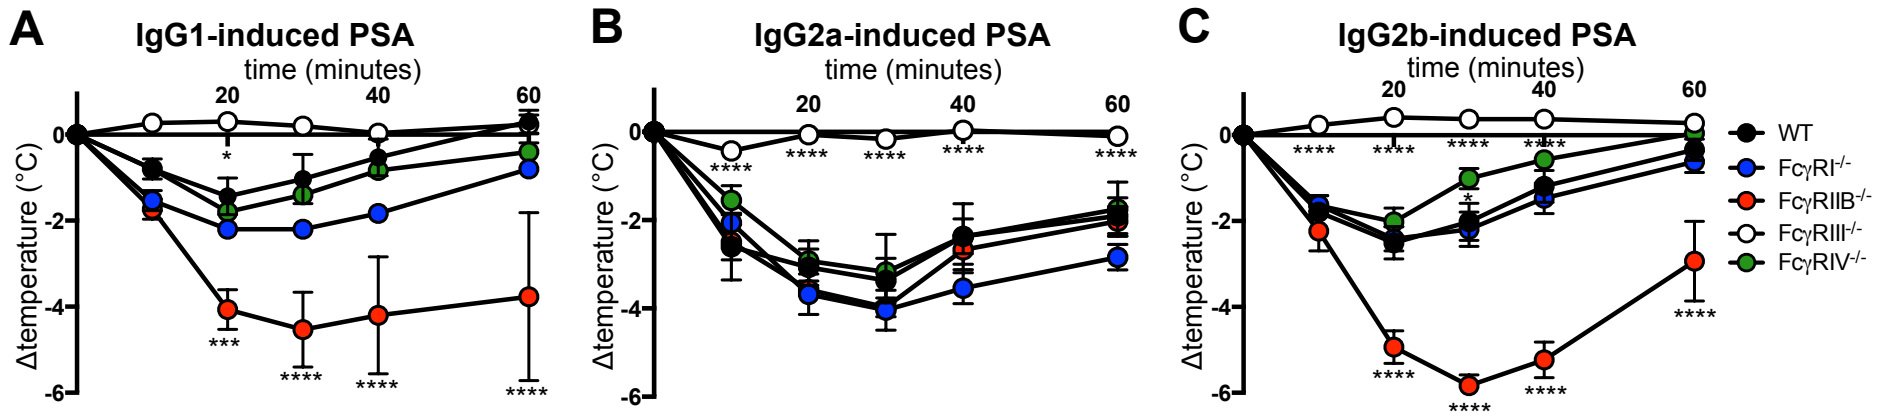 A
IgG1-induced PSA
time (minutes)
20
40
60
0
-2
-4
-6
Δtemperature (°C)
*
***
****
****
****
B
IgG2a-induced PSA
time (minutes)
20
40
60
0
-2
-4
-6
Δtemperature (°C)
****
****
****
****
****
C
IgG2b-induced PSA
time (minutes)
20
40
60
0
-2
-4
-6
Δtemperature (°C)
****
****
****
****
*
****
****
****
****
WT
FcγRI-/-
FcγRIIB-/-
FcγRIII-/-
FcγRIV-/-